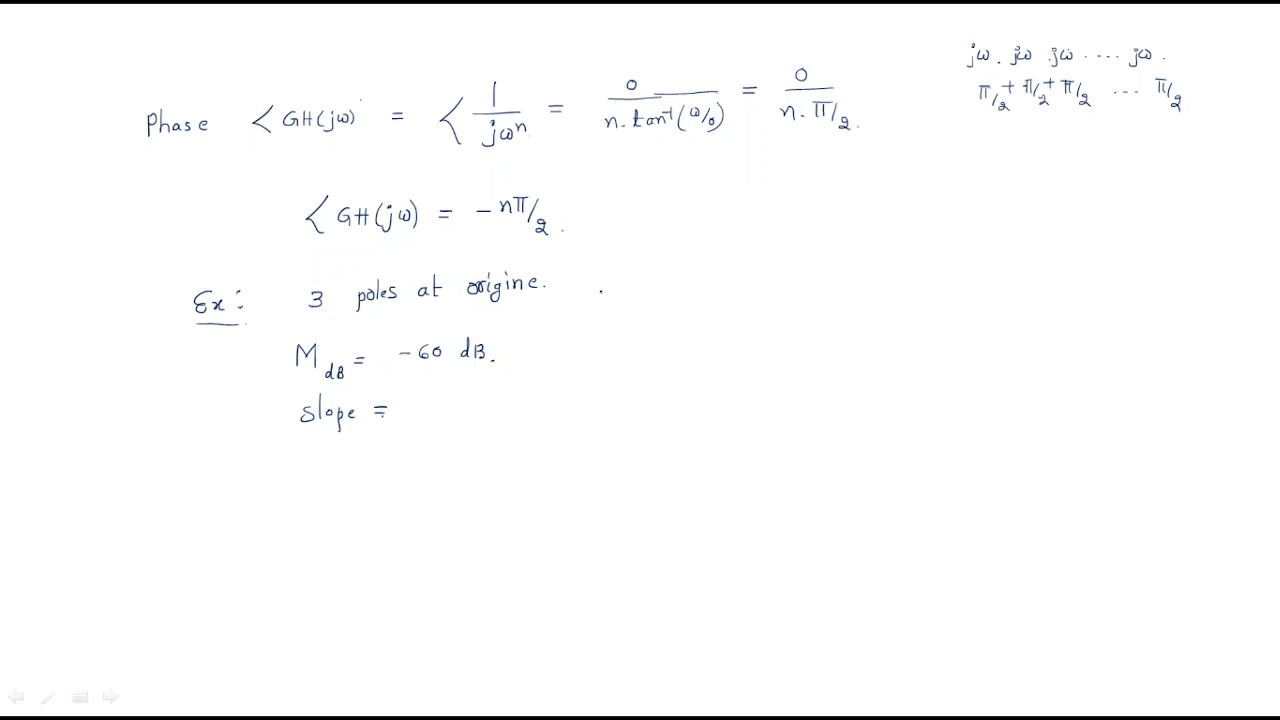 jω . jω . jω ···· jω .
π/2 + π/2 + π/2 ... π/2
Phase ∠ GH(jω) = ∠ 1/jω^n = 0/n. tan^-1(ω/0) = 0/n. π/2 .
∠ GH(jω) = - nπ/2 .
Ex: 3 poles at origine.
M_dB = - 60 dB.
slope =